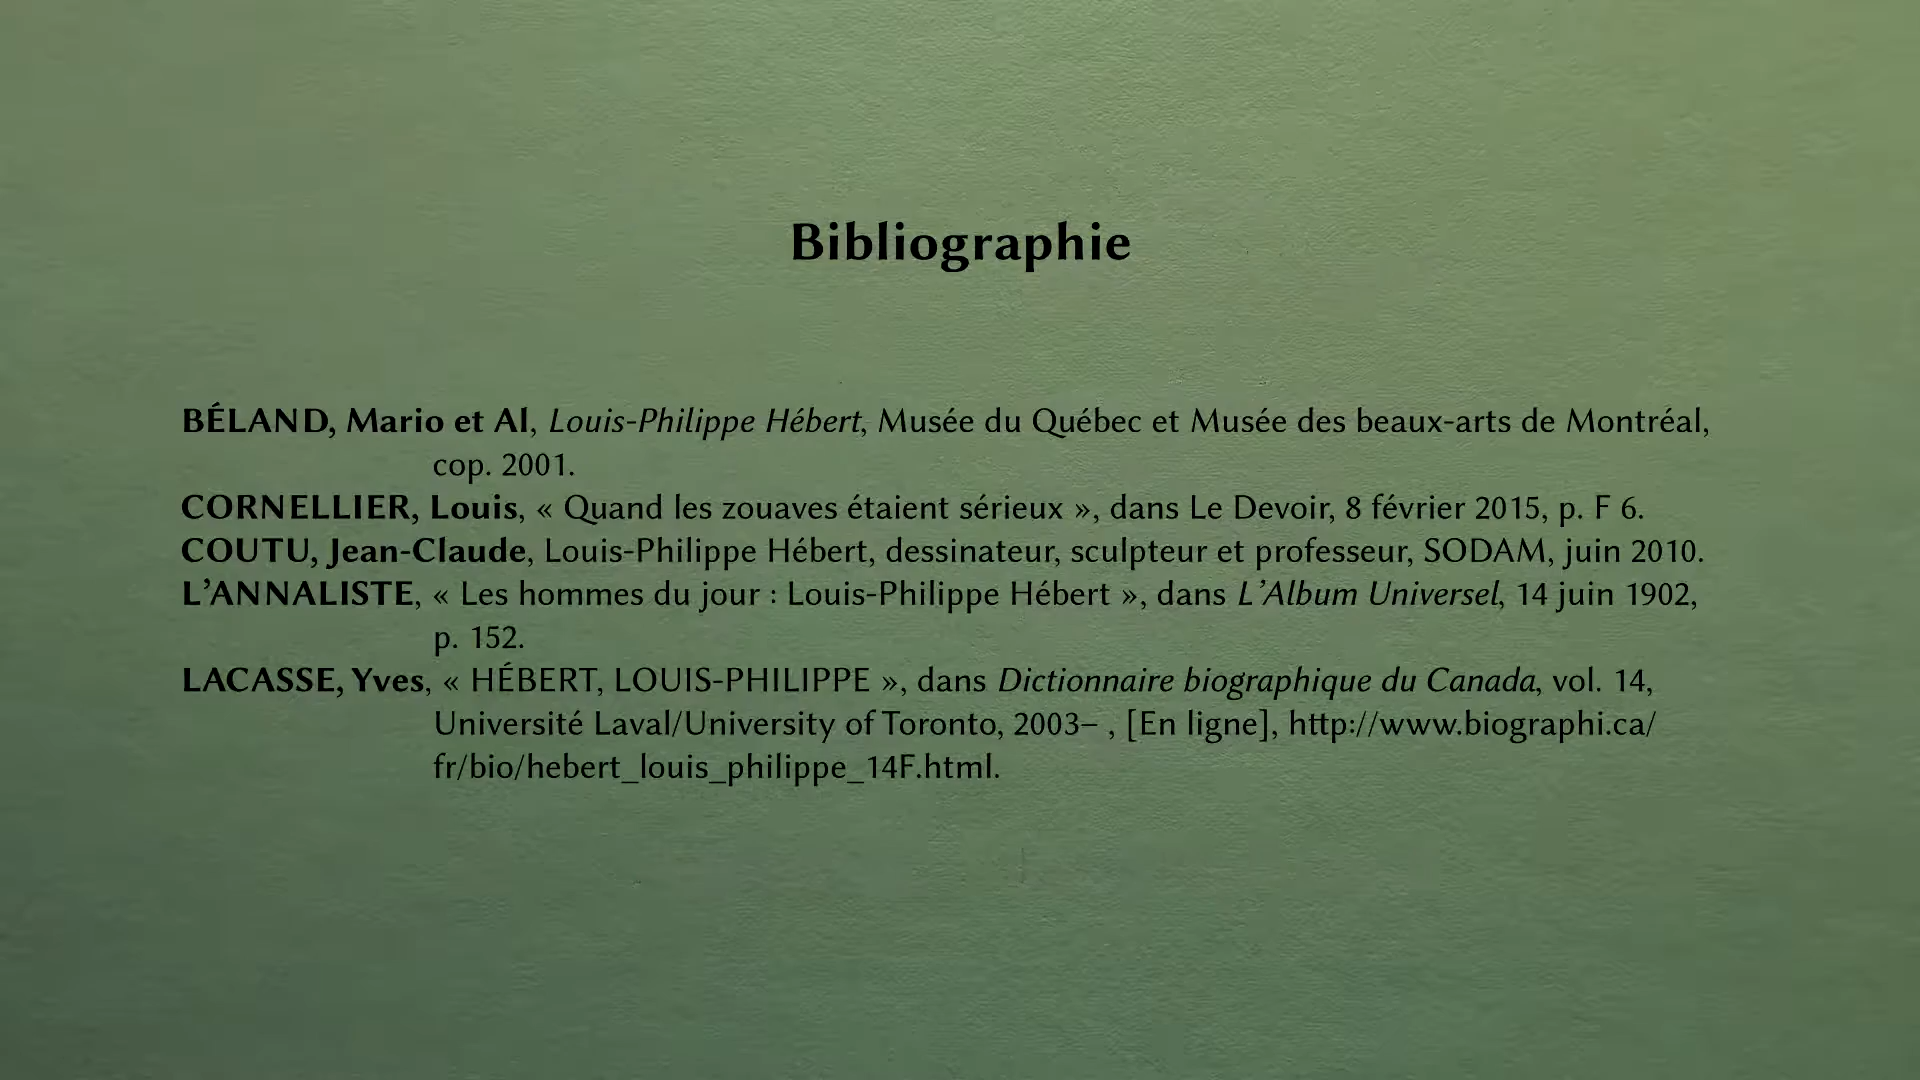 Bibliographie
BÉLAND, Mario et Al, Louis-Philippe Hébert, Musée du Québec et Musée des beaux-arts de Montréal,
cop. 2001.
CORNELLIER, Louis, « Quand les zouaves étaient sérieux », dans Le Devoir, 8 février 2015, p. F 6.
COUTU, Jean-Claude, Louis-Philippe Hébert, dessinateur, sculpteur et professeur, SODAM, juin 2010.
L’ANNALISTE, « Les hommes du jour : Louis-Philippe Hébert », dans L’Album Universel, 14 juin 1902,
p. 152.
LACASSE, Yves, « HÉBERT, LOUIS-PHILIPPE », dans Dictionnaire biographique du Canada, vol. 14,
Université Laval/University of Toronto, 2003– , [En ligne], http://www.biographi.ca/
fr/bio/hebert_louis_philippe_14F.html.